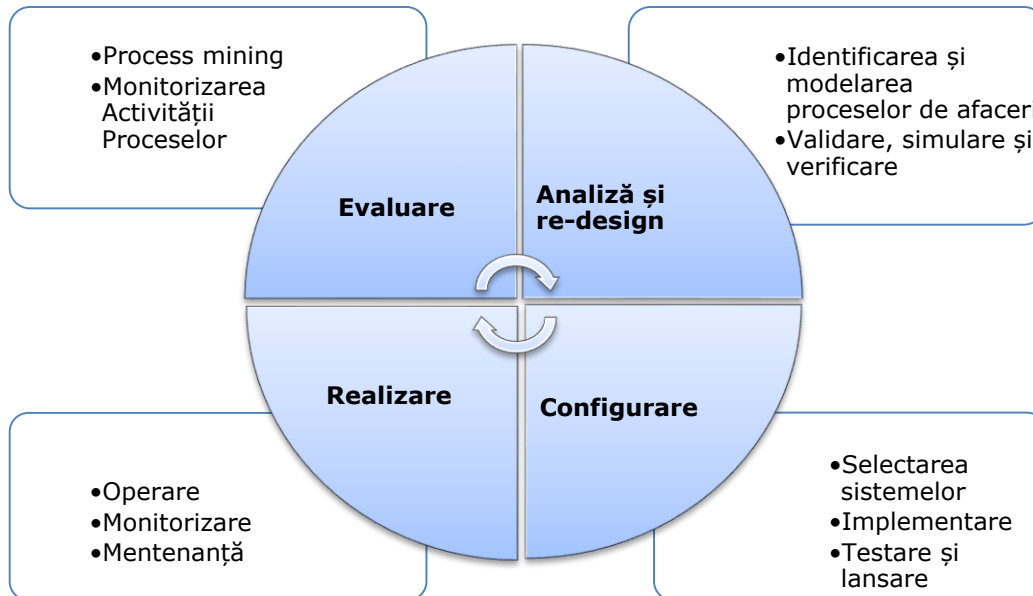 •Process mining
•Monitorizarea
Activității
Proceselor
•Identificarea și
modelarea
proceselor de afaceri
•Validare, simulare și
verificare
Evaluare
Analiză și
re-design
Realizare
Configurare
•Operare
•Monitorizare
•Mentenanță
•Selectarea
sistemelor
•Implementare
•Testare și
lansare